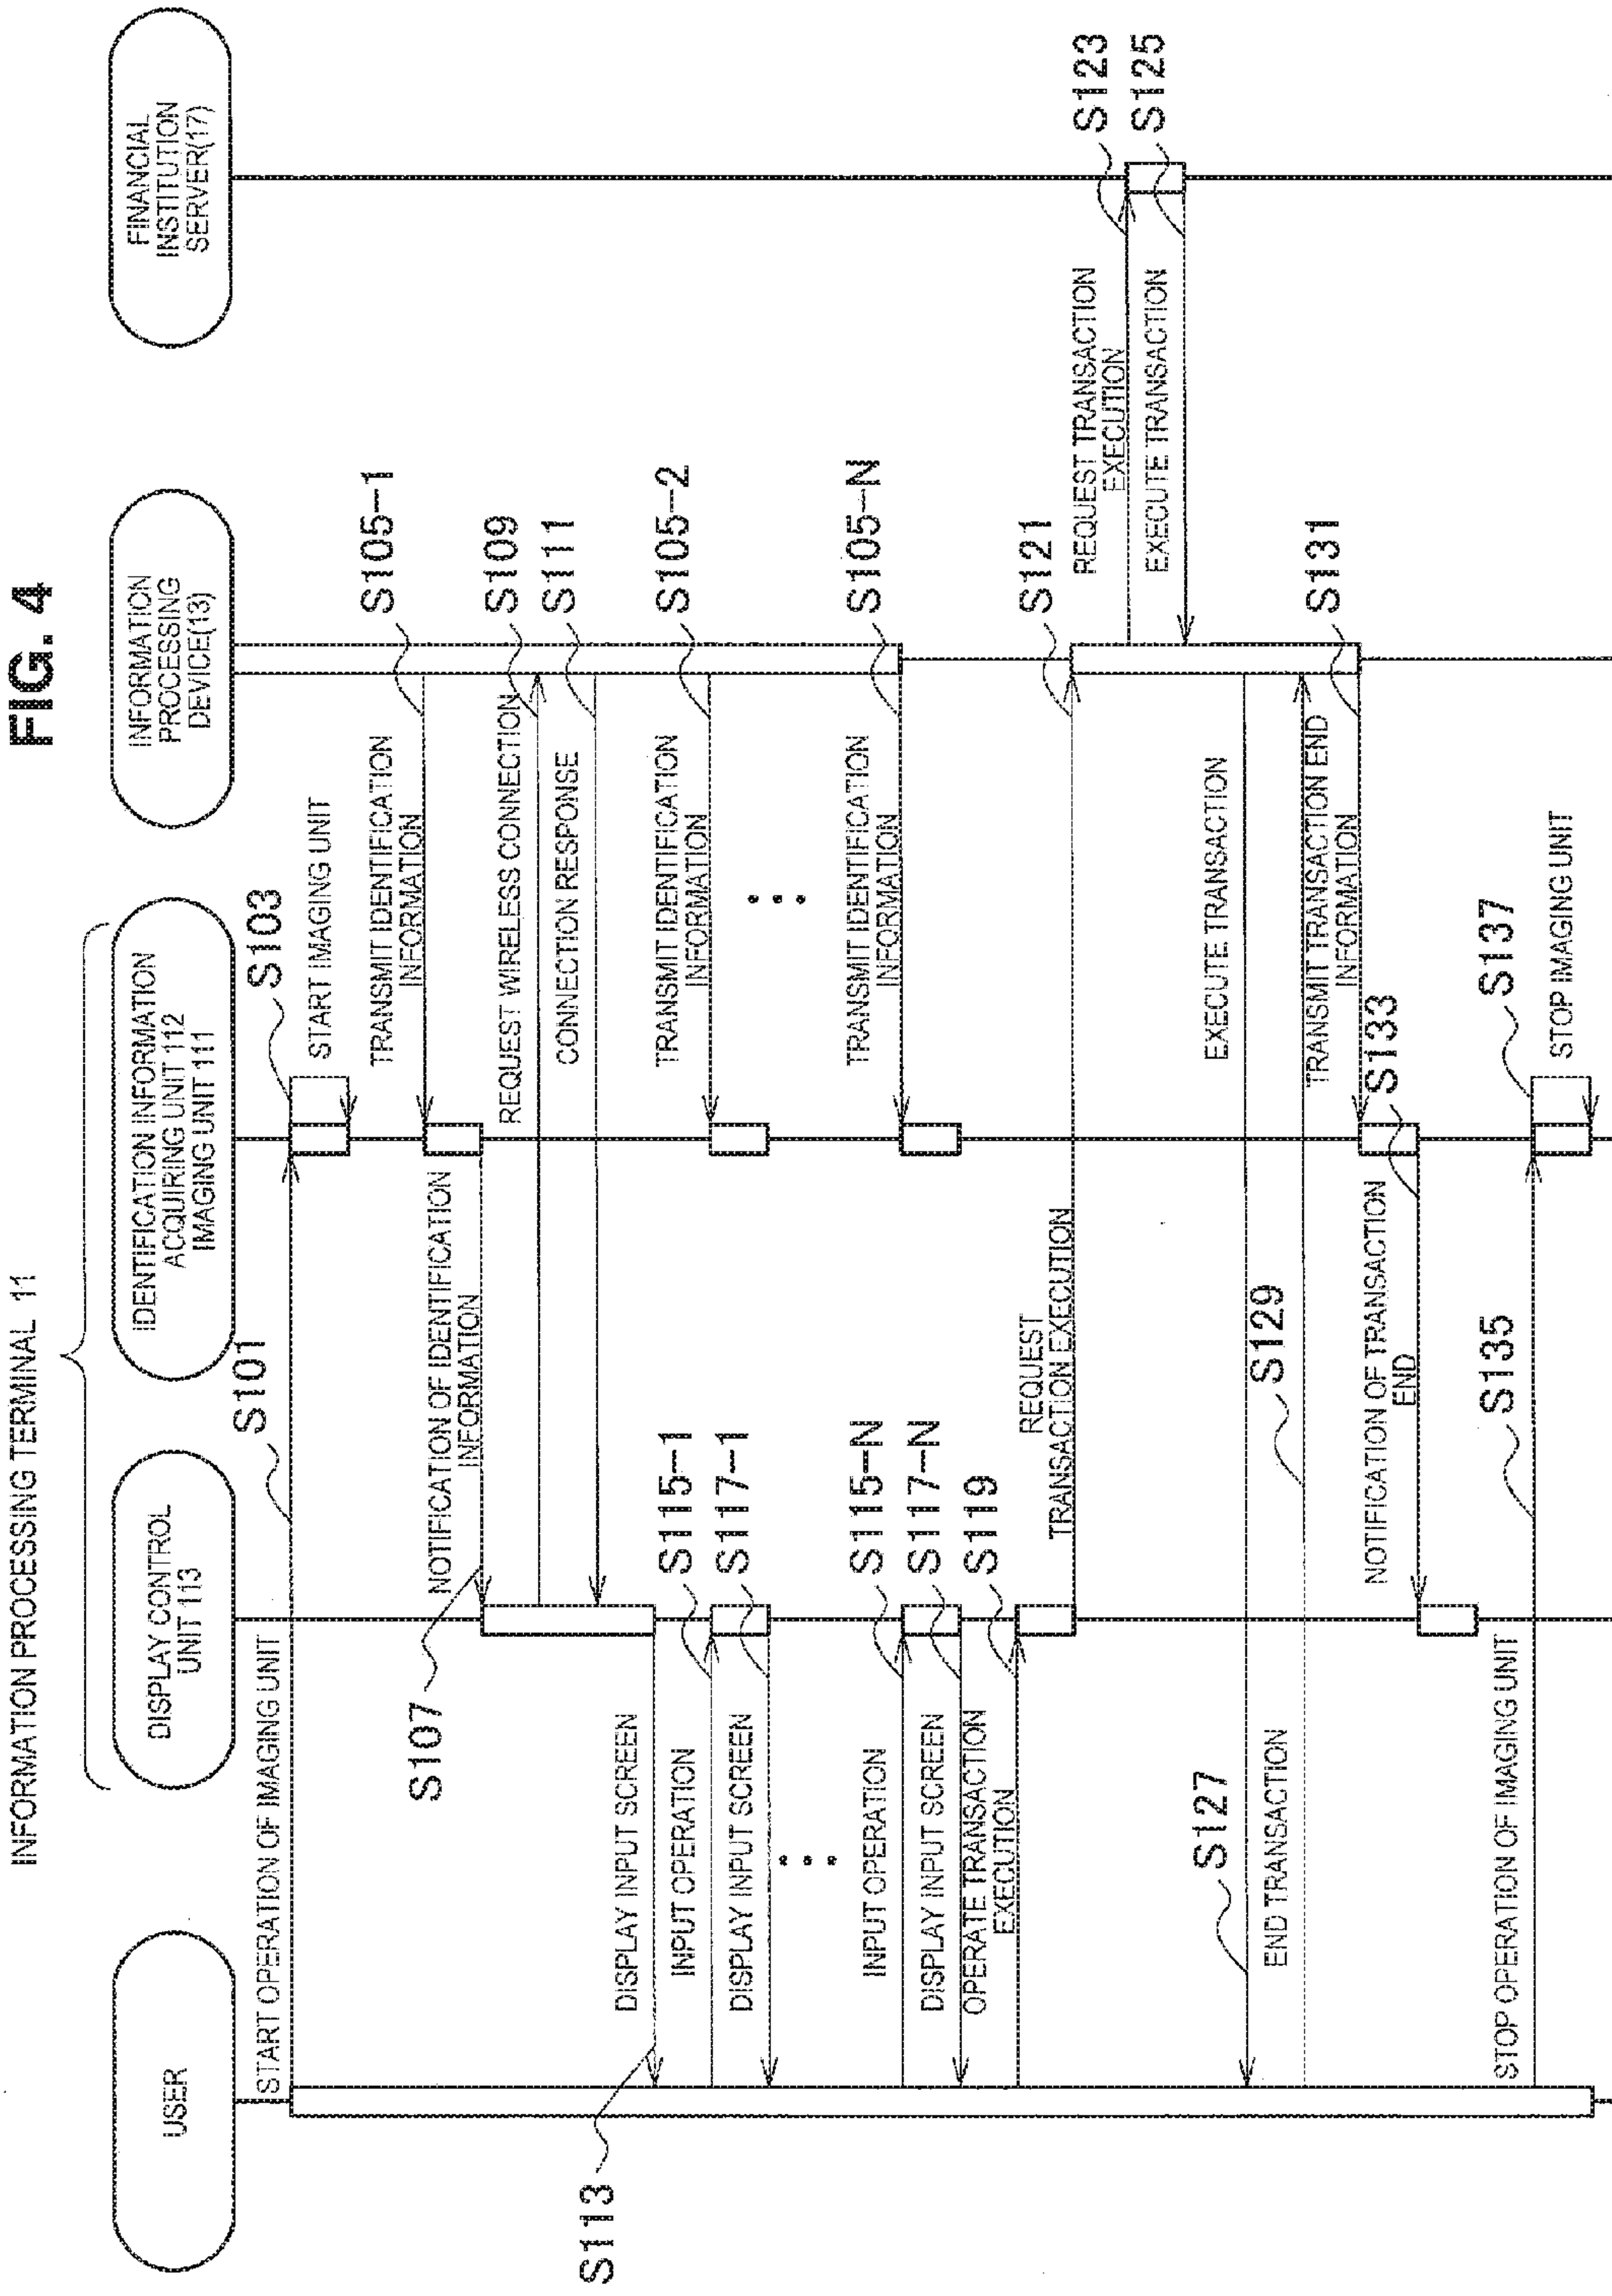 FIG. 4
INFORMATION PROCESSING TERMINAL 11
USER
DISPLAY CONTROL
UNIT 113
IDENTIFICATION INFORMATION
ACQUIRING UNIT 112
IMAGING UNIT 111
INFORMATION
PROCESSING
DEVICE(13)
FINANCIAL
INSTITUTION
SERVER(17)
START OPERATION OF IMAGING UNIT
S101
S103
START IMAGING UNIT
S105-1
TRANSMIT IDENTIFICATION
INFORMATION
S107
NOTIFICATION OF IDENTIFICATION
INFORMATION
REQUEST WIRELESS CONNECTION
S109
CONNECTION RESPONSE
S111
S113
DISPLAY INPUT SCREEN
INPUT OPERATION
S115-1
TRANSMIT IDENTIFICATION
INFORMATION
S105-2
DISPLAY INPUT SCREEN
S117-1
INPUT OPERATION
S115-N
TRANSMIT IDENTIFICATION
INFORMATION
S105-N
DISPLAY INPUT SCREEN
S117-N
OPERATE TRANSACTION
EXECUTION
S119
REQUEST
TRANSACTION EXECUTION
S121
REQUEST TRANSACTION
EXECUTION
S123
EXECUTE TRANSACTION
S125
S127
EXECUTE TRANSACTION
END TRANSACTION
S129
TRANSMIT TRANSACTION END
INFORMATION
S131
NOTIFICATION OF TRANSACTION
END
S133
STOP OPERATION OF IMAGING UNIT
S135
S137
STOP IMAGING UNIT